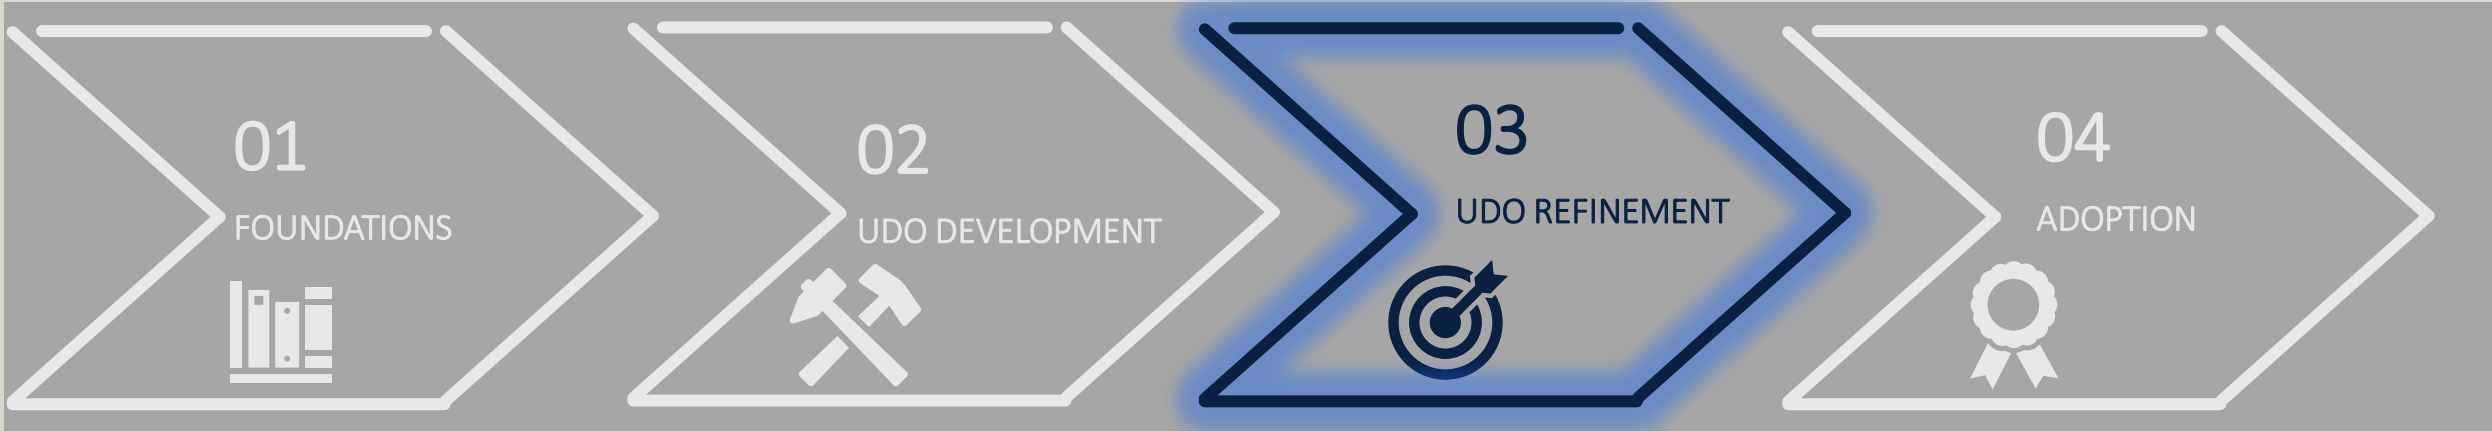 01
FOUNDATIONS
02
UDO DEVELOPMENT
03
UDO REFINEMENT
04
ADOPTION